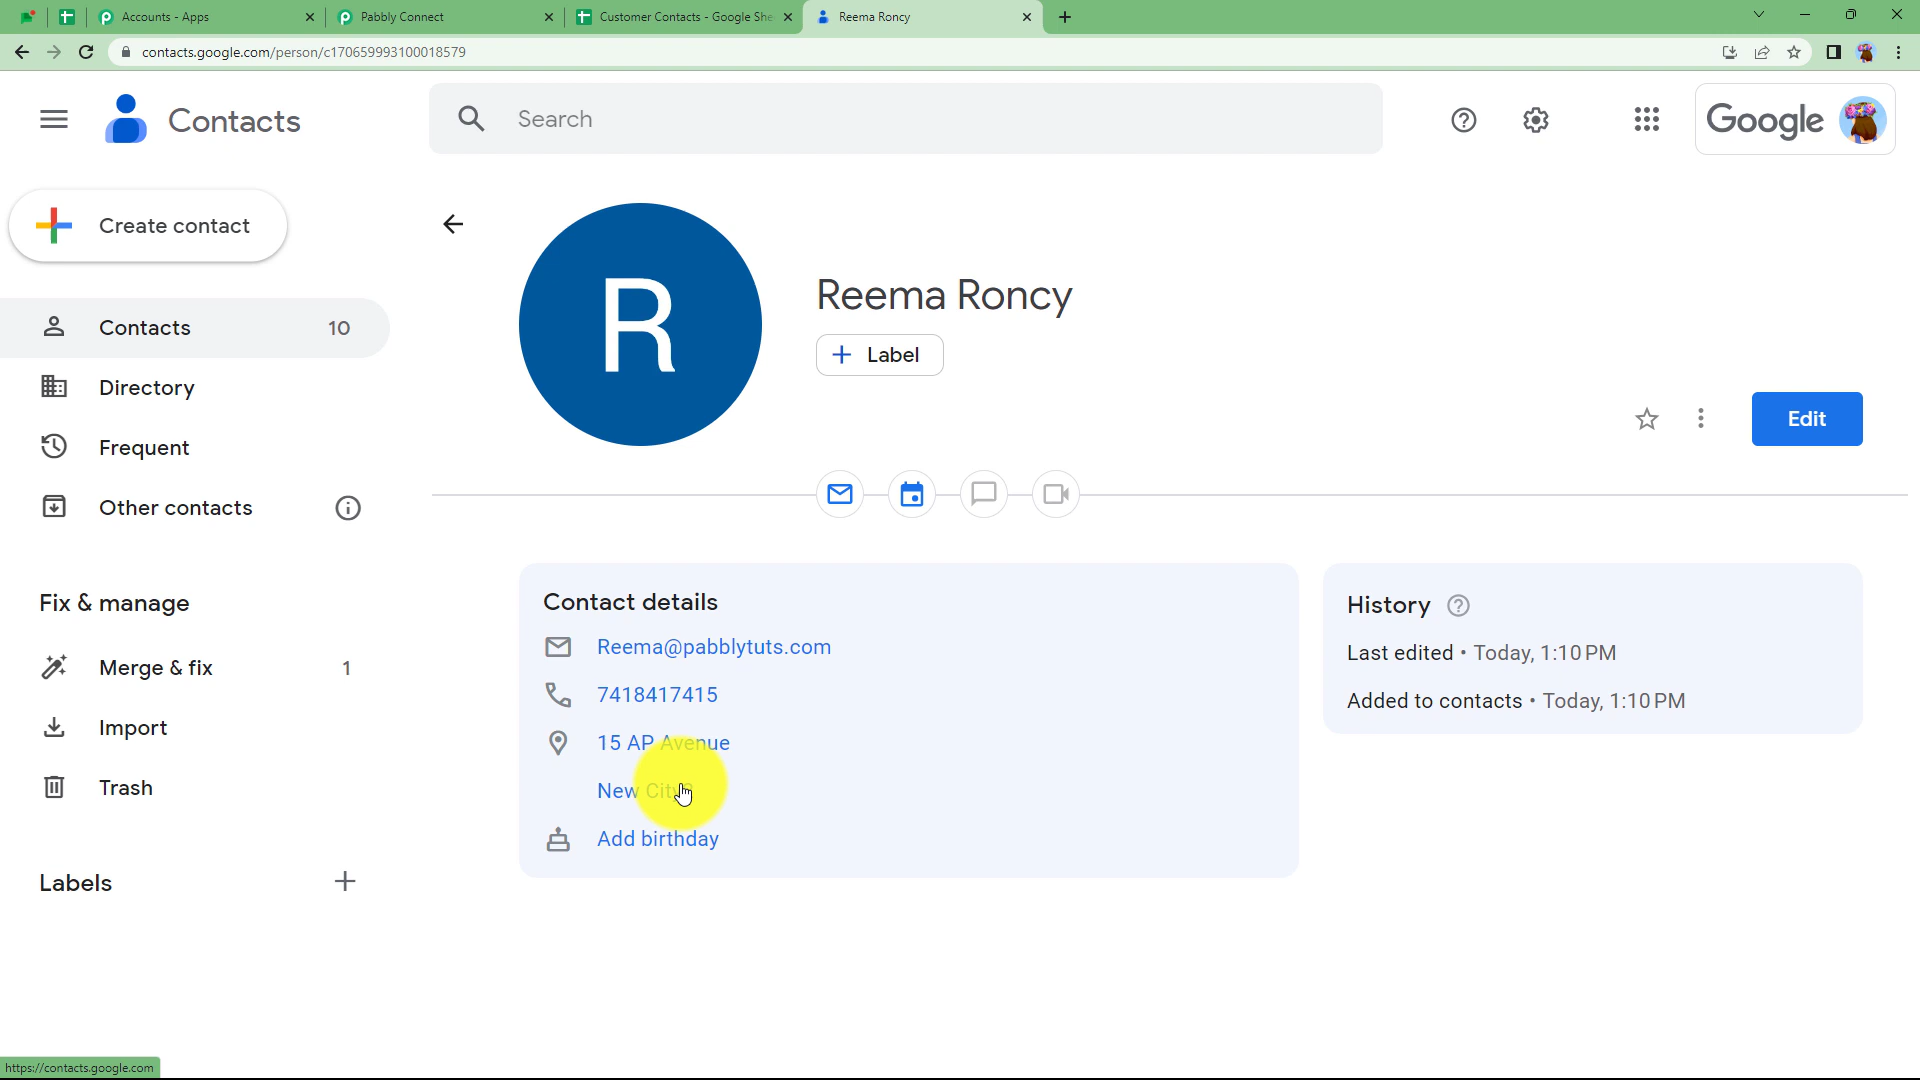 Accounts - Apps
Pabbly Connect
Customer Contacts - Google She
Reema Roncy
contacts.google.com/person/c170659993100018579
Contacts
Search
Google
Create contact
Contacts 10
Directory
Frequent
Other contacts
Fix & manage
Merge & fix 1
Import
Trash
Labels
R
Reema Roncy
Label
Edit
Contact details
Reema@pabblytuts.com
7418417415
15 AP Avenue
New City
Add birthday
History
Last edited • Today, 1:10 PM
Added to contacts • Today, 1:10 PM
https://contacts.google.com